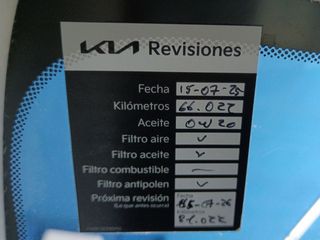 KIA Revisiones
Fecha 15-07-25
Kilómetros 66.022
Aceite 0W20
Filtro aire ✓
Filtro aceite ✓
Filtro combustible —
Filtro antipolen ✓
Próxima revisión 15-07-26
(Lo que antes ocurra) Kilómetros
81.022